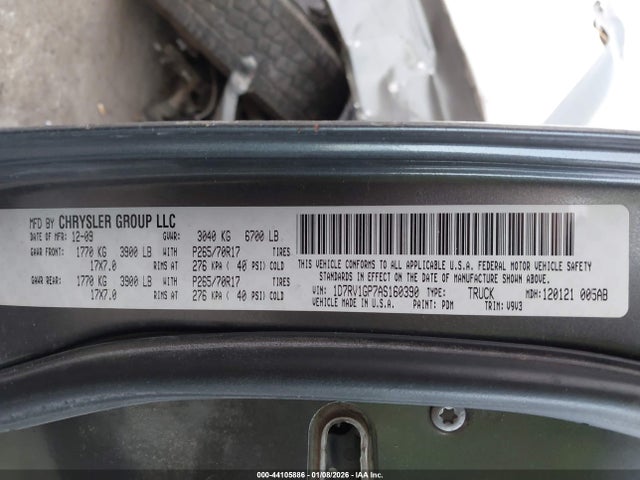 MFD BY CHRYSLER GROUP LLC
DATE OF MFR: 12-09 GVWR: 3040 KG 6700 LB
GAWR FRONT: 1770 KG 3900 LB WITH P265/70R17 TIRES
17X7.0 RIMS AT 276 KPA ( 40 PSI) COLD
GAWR REAR: 1770 KG 3900 LB WITH P265/70R17 TIRES
17X7.0 RIMS AT 276 KPA ( 40 PSI) COLD
THIS VEHICLE CONFORMS TO ALL APPLICABLE U.S.A. FEDERAL MOTOR VEHICLE SAFETY
STANDARDS IN EFFECT ON THE DATE OF MANUFACTURE SHOWN ABOVE.
VIN: 1D7RV1GP7AS160390 TYPE: TRUCK MDH: 120121 005AB
VEHICLE MADE IN U.S.A. PAINT: PDM TRIM: V9V3
000-44105886 - 01/08/2026 - COPYRIGHT © 2026 IAA, LLC.